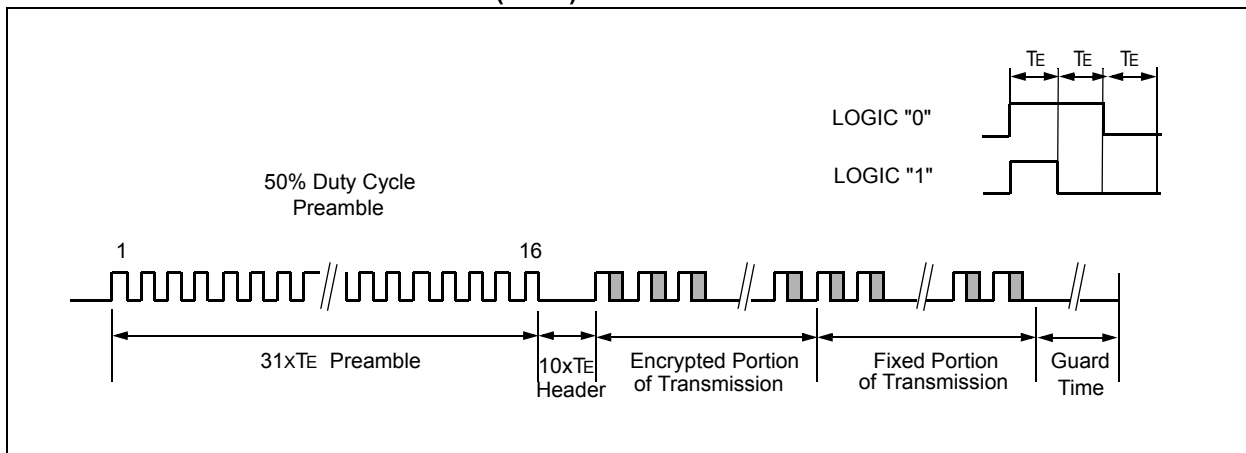 TE TE TE
LOGIC "0"
LOGIC "1"
50% Duty Cycle
Preamble
1 16
31xTE Preamble
10xTE
Header
Encrypted Portion
of Transmission
Fixed Portion
of Transmission
Guard
Time